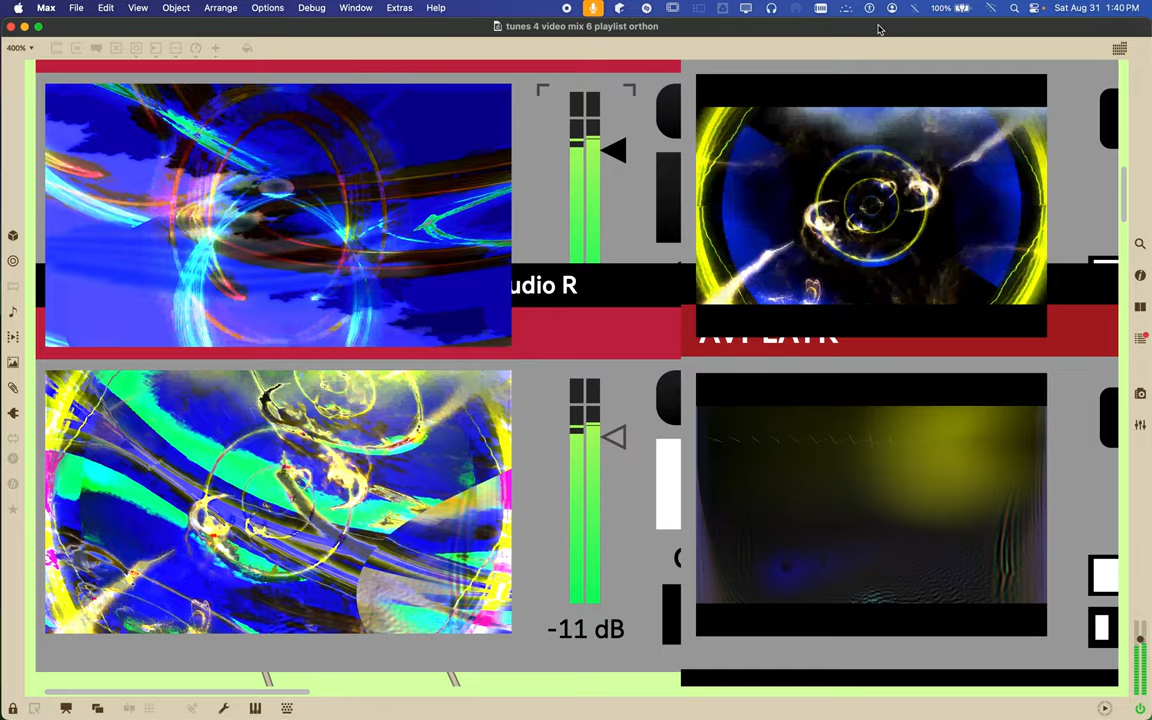 Max File Edit View Object Arrange Options Debug Window Extras Help 100% Sat Aug 31 1:40 PM
tunes 4 video mix 6 playlist orthon
400%
udio R
-11 dB